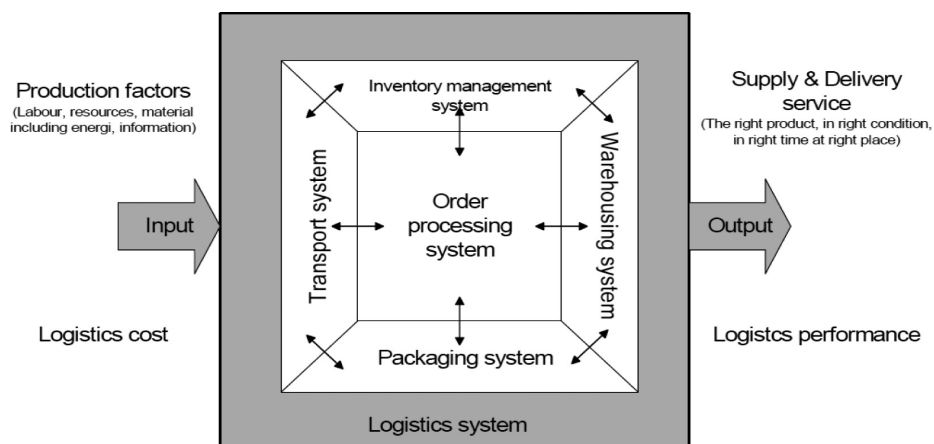 Production factors
(Labour, resources, material
including energi, information)
Input
Logistics cost
Inventory management
system
Transport system
Order
processing
system
Warehousing system
Packaging system
Logistics system
Supply & Delivery
service
(The right product, in right condition,
in right time at right place)
Output
Logistcs performance